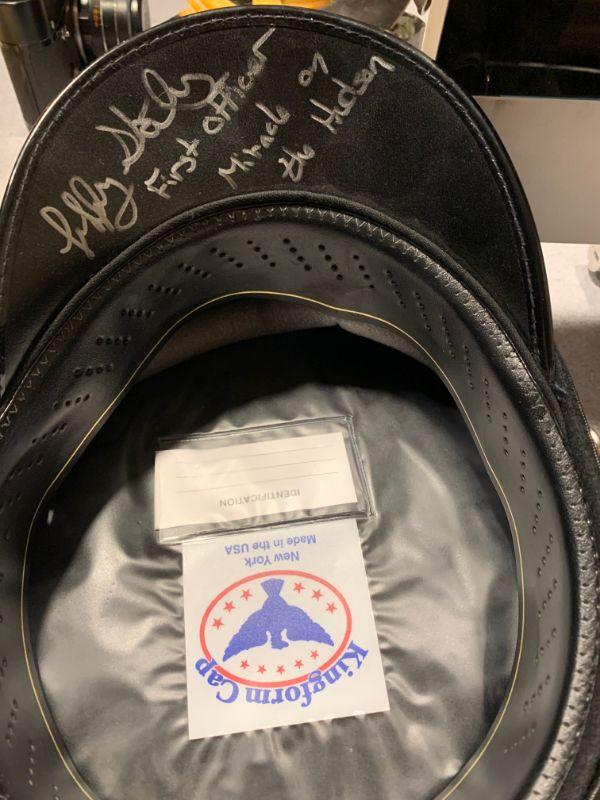 First Officer
Miracle on
the Hudson
Kingform Cap
New York
Made in the USA
IDENTIFICATION